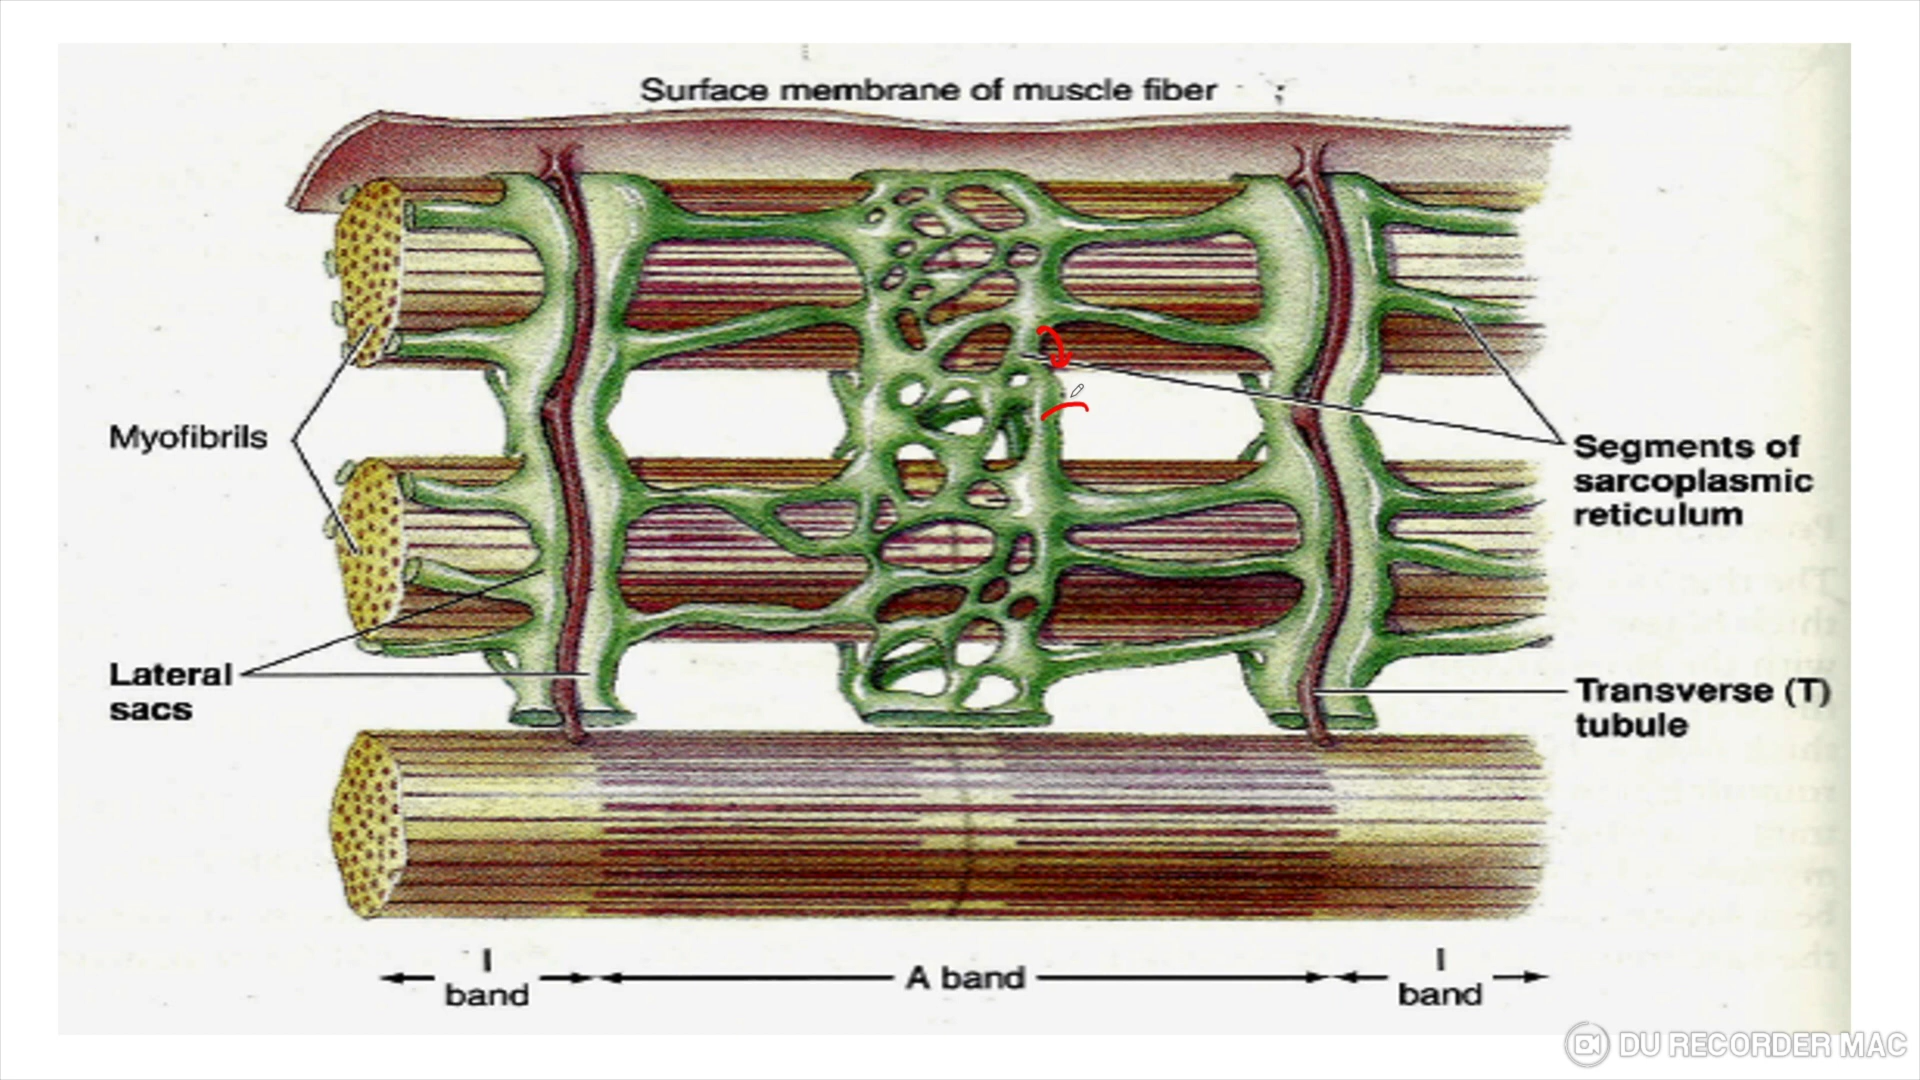 Surface membrane of muscle fiber
Myofibrils
Segments of
sarcoplasmic
reticulum
Lateral
sacs
Transverse (T)
tubule
I
band
A band
I
band
DU RECORDER MAC